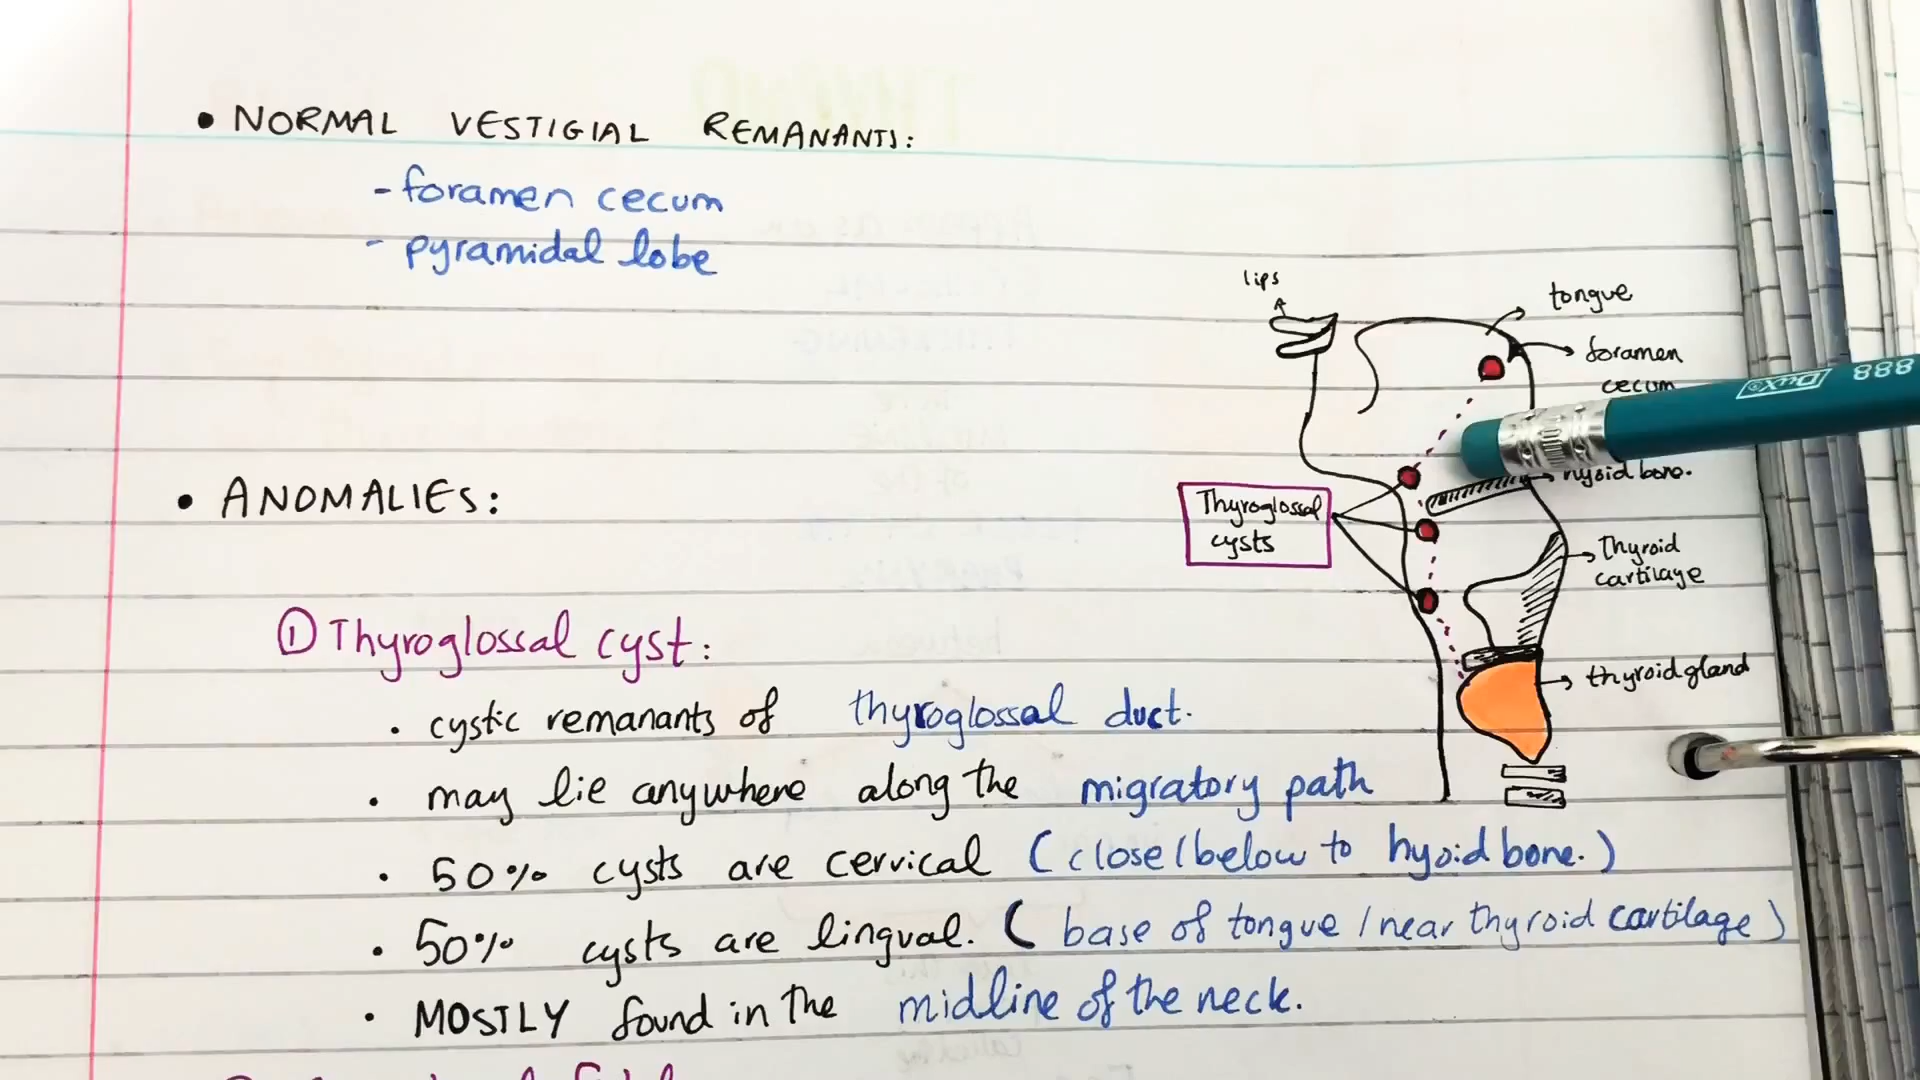 • NORMAL VESTIGIAL REMANANTS:
- foramen cecum
- pyramidal lobe
lips
tongue
foramen
cecum
DUX® 888
hyoid bone.
Thyroglossal
cysts
Thyroid
cartilage
thyroid gland
• ANOMALIES:
① Thyroglossal cyst:
• cystic remanants of thyroglossal duct.
• may lie anywhere along the migratory path
• 50% cysts are cervical (close/below to hyoid bone.)
• 50% cysts are lingual. (base of tongue / near thyroid cartilage)
• MOSTLY found in the midline of the neck.